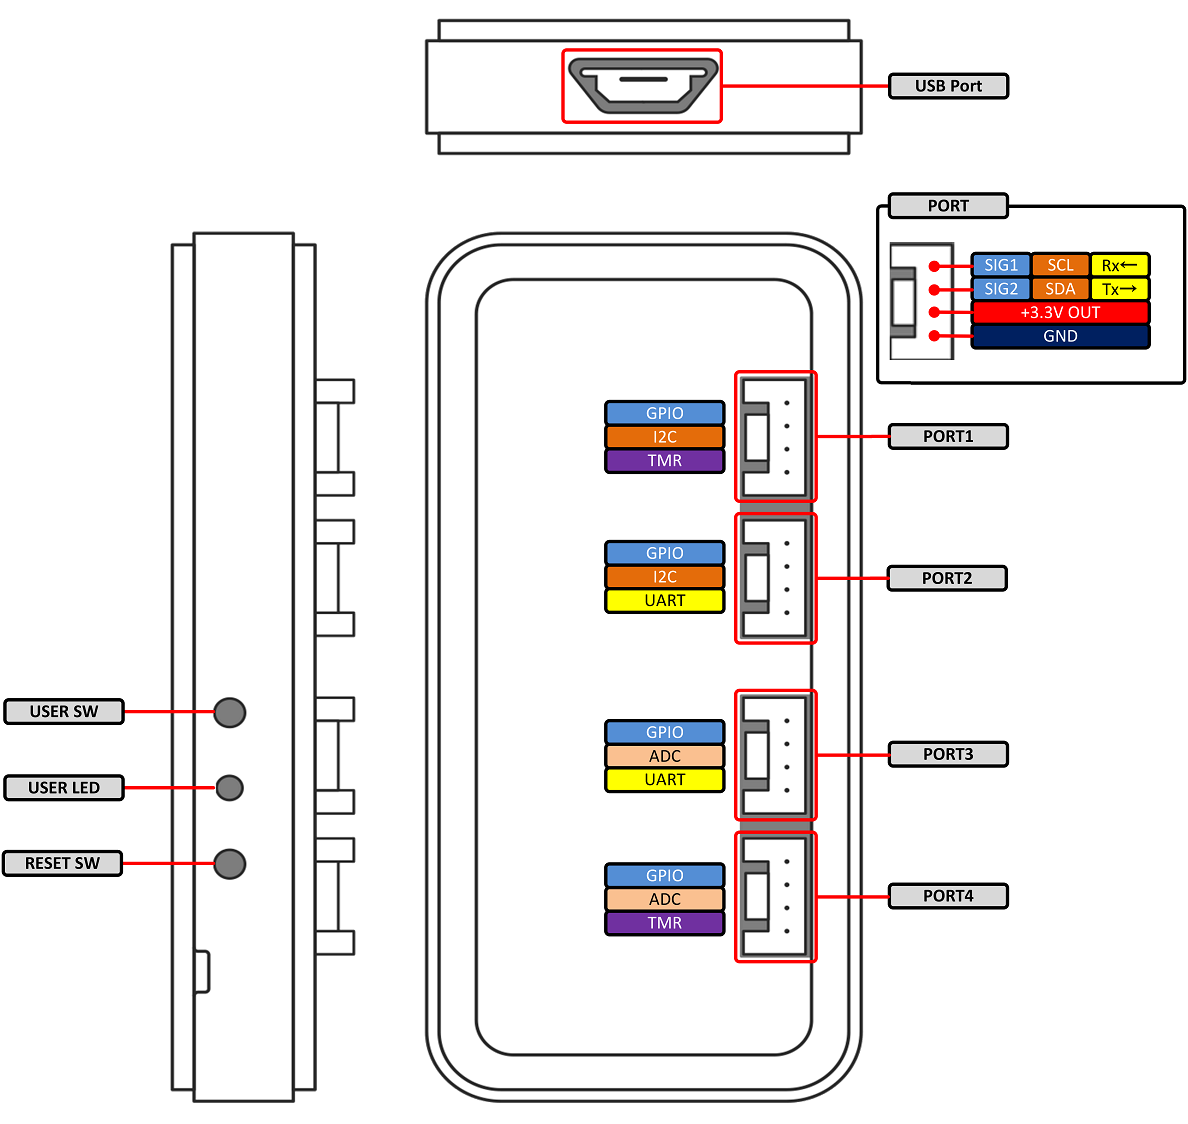 USB Port
PORT
SIG1 SCL Rx←
SIG2 SDA Tx→
+3.3V OUT
GND
GPIO
I2C
TMR
PORT1
GPIO
I2C
UART
PORT2
USER SW
USER LED
RESET SW
GPIO
ADC
UART
PORT3
GPIO
ADC
TMR
PORT4